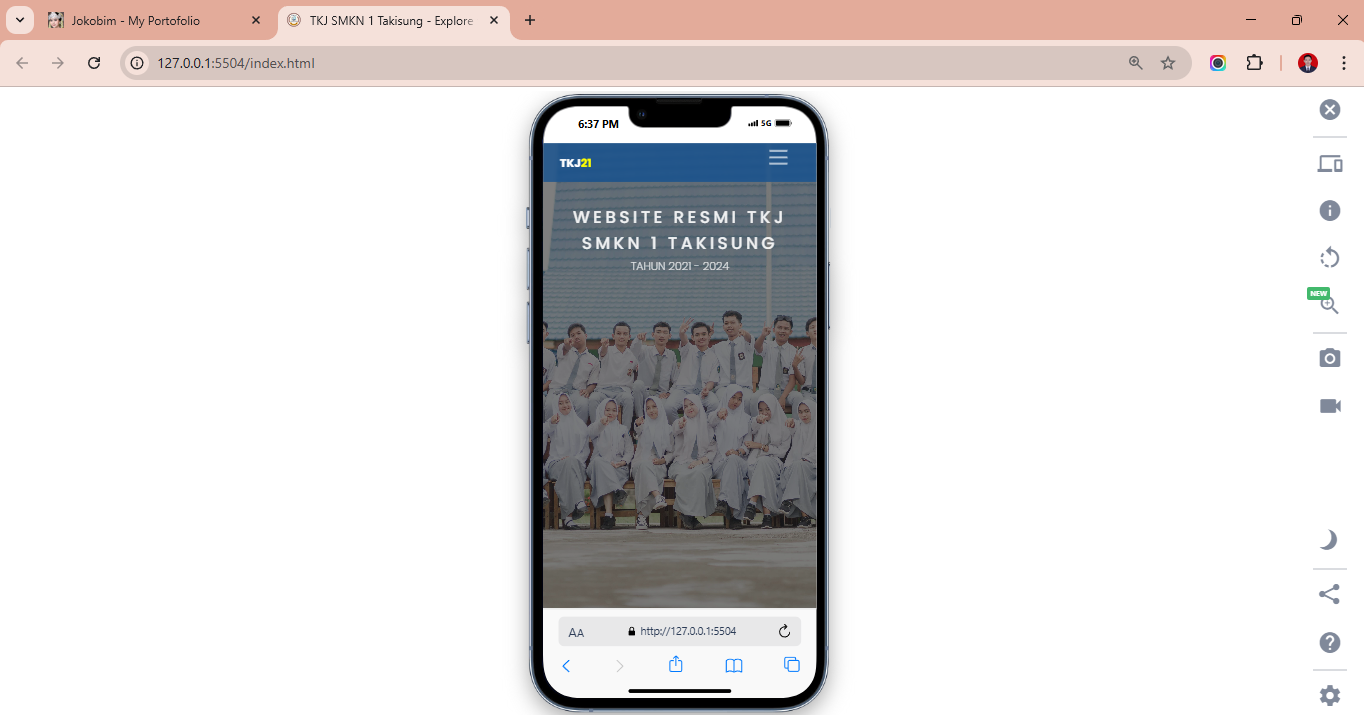 Jokobim - My Portofolio
TKJ SMKN 1 Takisung - Explore
127.0.0.1:5504/index.html
6:37 PM
5G
TKJ21
WEBSITE RESMI TKJ
SMKN 1 TAKISUNG
TAHUN 2021 - 2024
NEW
AA
http://127.0.0.1:5504